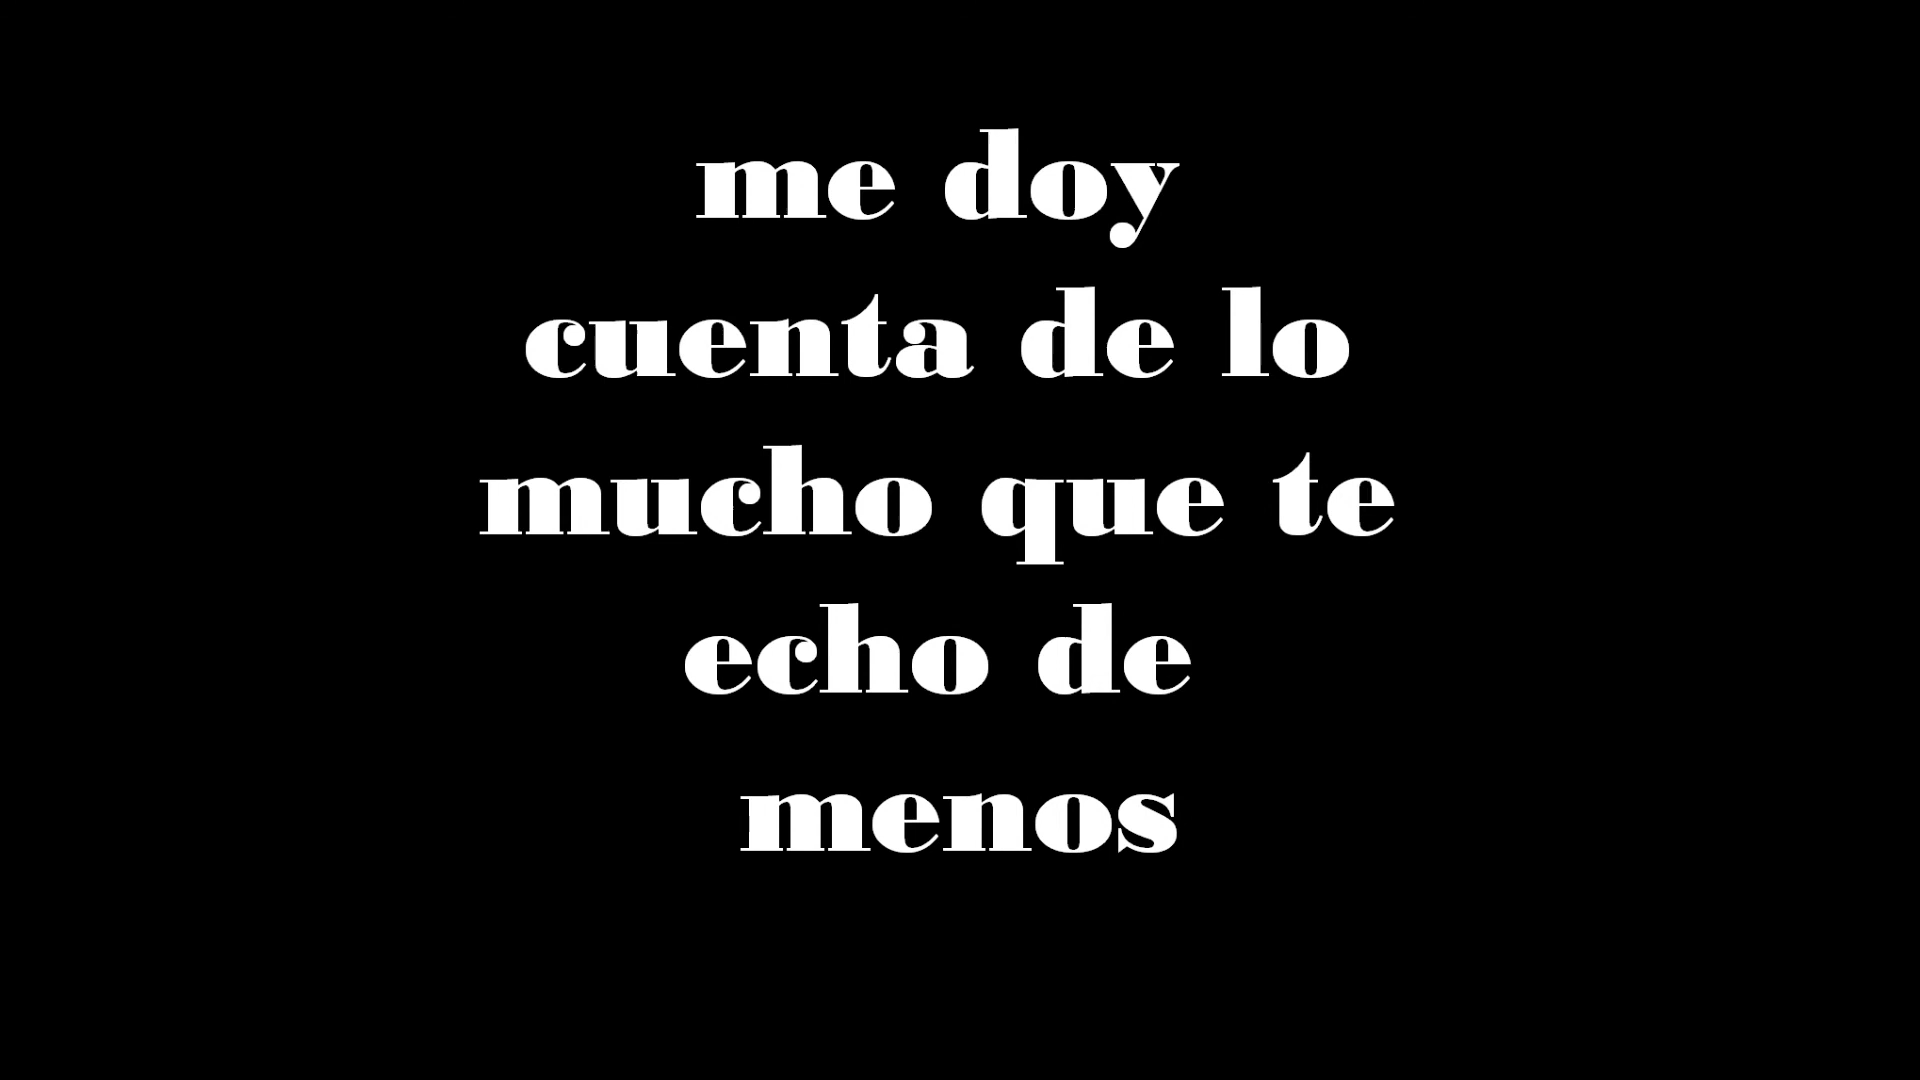 me doy
cuenta de lo
mucho que te
echo de
menos